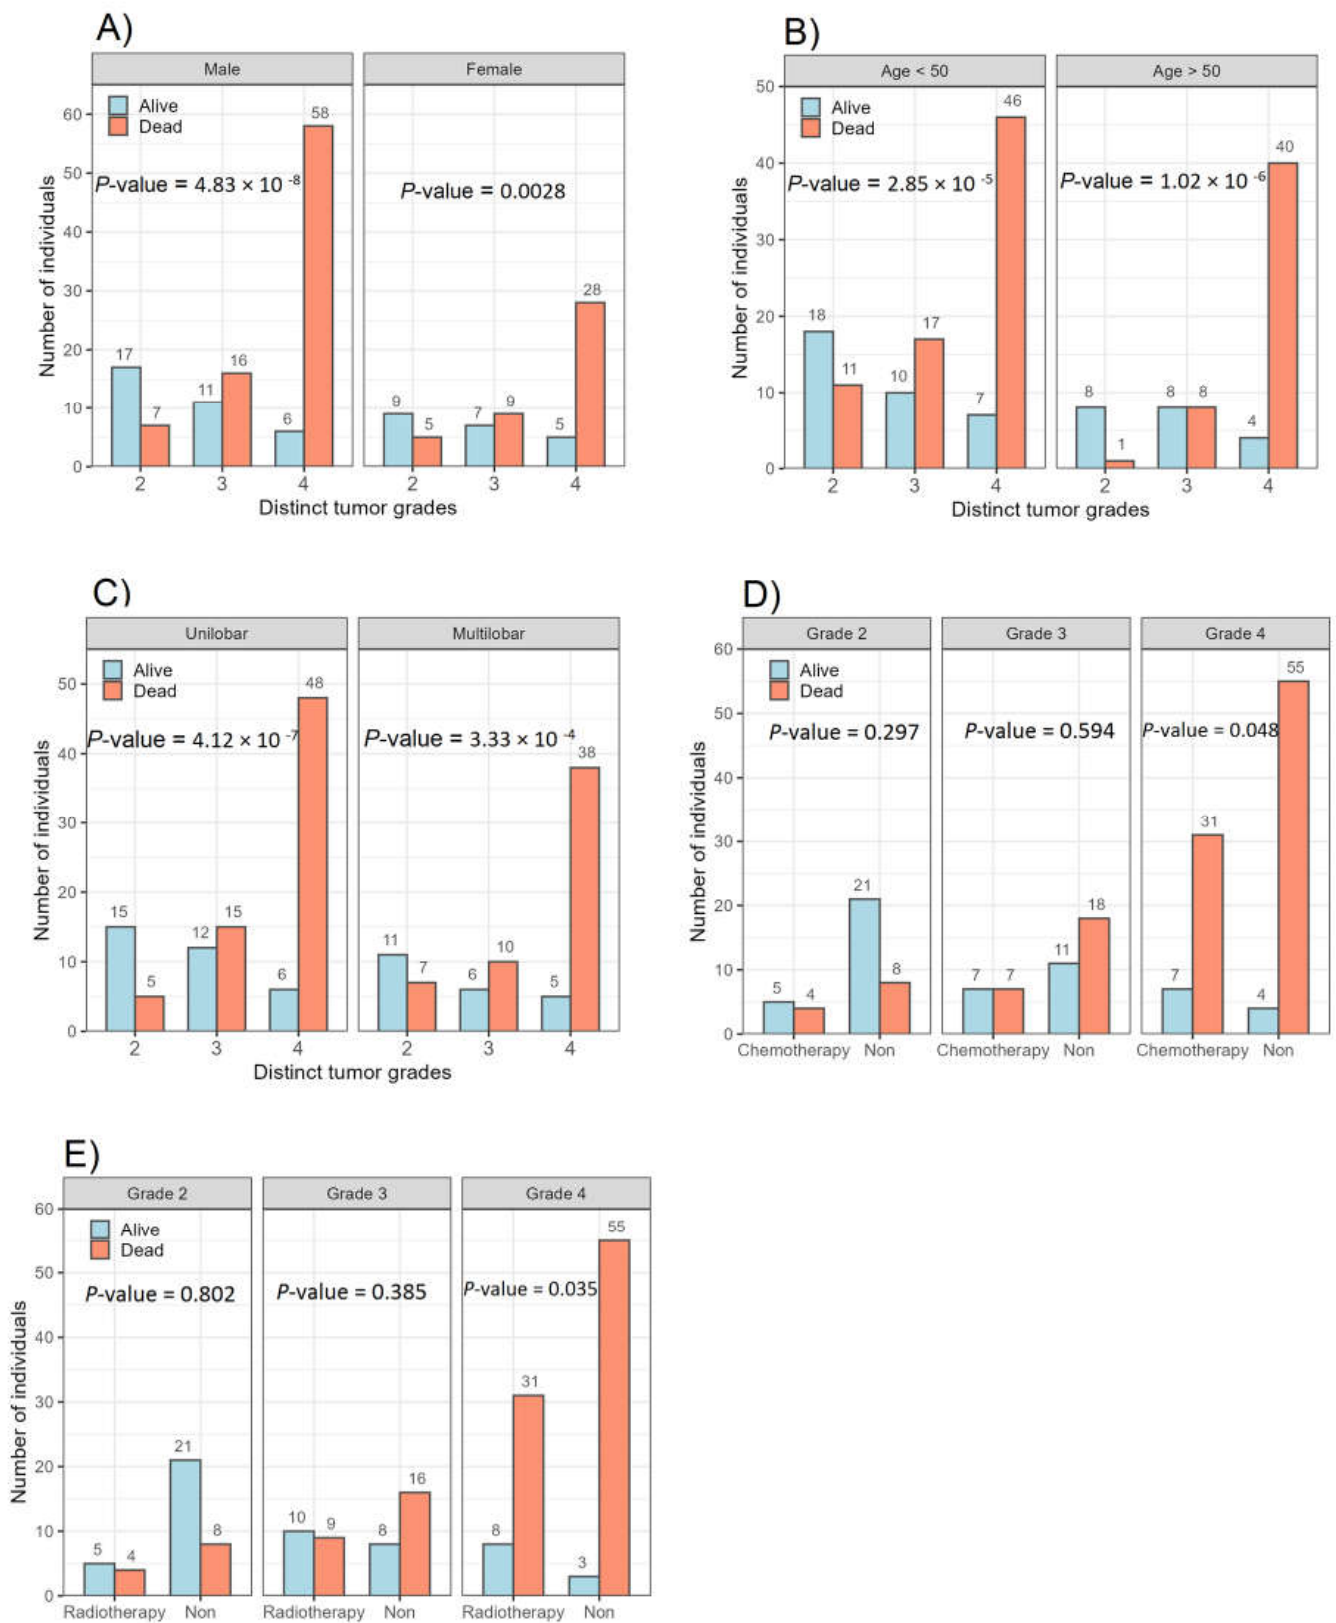 A)
Male
Female
Alive
Dead
60
50
40
30
20
10
0
Number of individuals
P-value = 4.83 × 10 -8
P-value = 0.0028
17
7
11
16
6
58
9
5
7
9
5
28
2
3
4
2
3
4
Distinct tumor grades
B)
Age < 50
Age > 50
Alive
Dead
50
40
30
20
10
0
Number of individuals
P-value = 2.85 × 10 -5
P-value = 1.02 × 10 -6
18
11
10
17
7
46
8
1
8
8
4
40
2
3
4
2
3
4
Distinct tumor grades
C)
Unilobar
Multilobar
Alive
Dead
50
40
30
20
10
0
Number of individuals
P-value = 4.12 × 10 -7
P-value = 3.33 × 10 -4
15
5
12
15
6
48
11
7
6
10
5
38
2
3
4
2
3
4
Distinct tumor grades
D)
Grade 2
Grade 3
Grade 4
Alive
Dead
60
50
40
30
20
10
0
Number of individuals
P-value = 0.297
P-value = 0.594
P-value = 0.048
5
4
21
8
7
7
11
18
7
31
4
55
Chemotherapy
Non
Chemotherapy
Non
Chemotherapy
Non
E)
Grade 2
Grade 3
Grade 4
Alive
Dead
60
50
40
30
20
10
0
Number of individuals
P-value = 0.802
P-value = 0.385
P-value = 0.035
5
4
21
8
10
9
8
16
8
31
3
55
Radiotherapy
Non
Radiotherapy
Non
Radiotherapy
Non